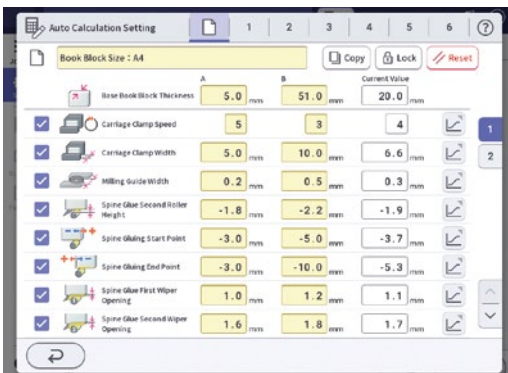 Auto Calculation Setting
1 2 3 4 5 6 ?
Book Block Size : A4
Copy Lock Reset
A B Current Value
Base Book Block Thickness 5.0 mm 51.0 mm 20.0 mm
Carriage Clamp Speed 5 3 4
1
Carriage Clamp Width 5.0 mm 10.0 mm 6.6 mm
2
Milling Guide Width 0.2 mm 0.5 mm 0.3 mm
Spine Glue Second Roller
Height
-1.8 mm -2.2 mm -1.9 mm
Spine Gluing Start Point -3.0 mm -5.0 mm -3.7 mm
Spine Gluing End Point -3.0 mm -10.0 mm -5.3 mm
Spine Glue First Wiper
Opening
1.0 mm 1.2 mm 1.1 mm
Spine Glue Second Wiper
Opening
1.6 mm 1.8 mm 1.7 mm